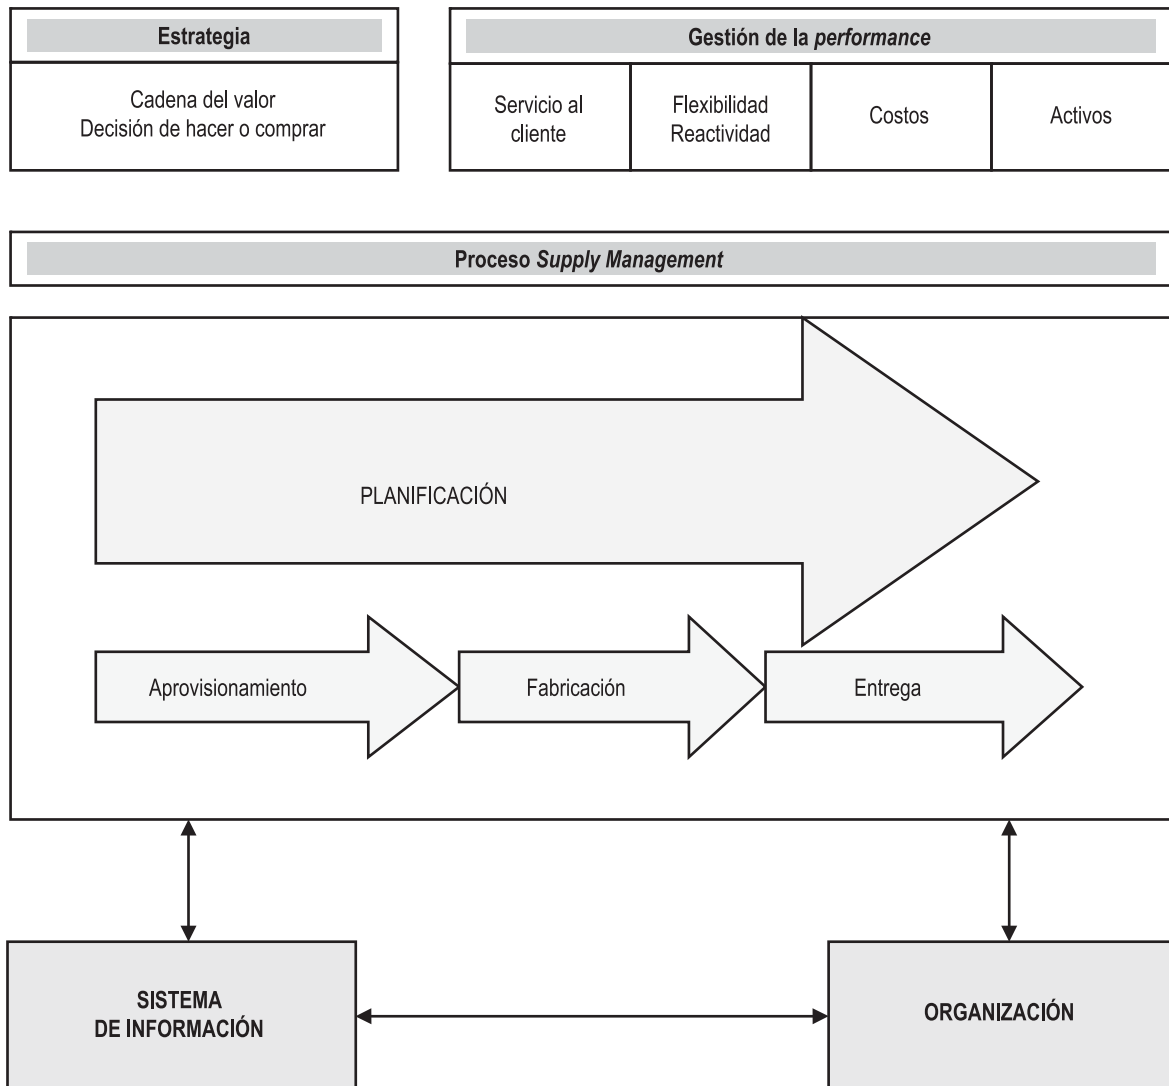 Estrategia
Cadena del valor
Decisión de hacer o comprar
Gestión de la performance
Servicio al
cliente
Flexibilidad
Reactividad
Costos
Activos
Proceso Supply Management
PLANIFICACIÓN
Aprovisionamiento
Fabricación
Entrega
SISTEMA
DE INFORMACIÓN
ORGANIZACIÓN